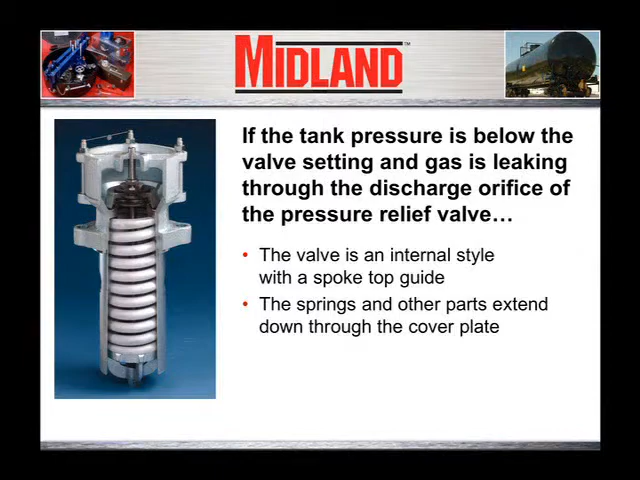 MIDLAND™
If the tank pressure is below the
valve setting and gas is leaking
through the discharge orifice of
the pressure relief valve…
• The valve is an internal style
with a spoke top guide
• The springs and other parts extend
down through the cover plate